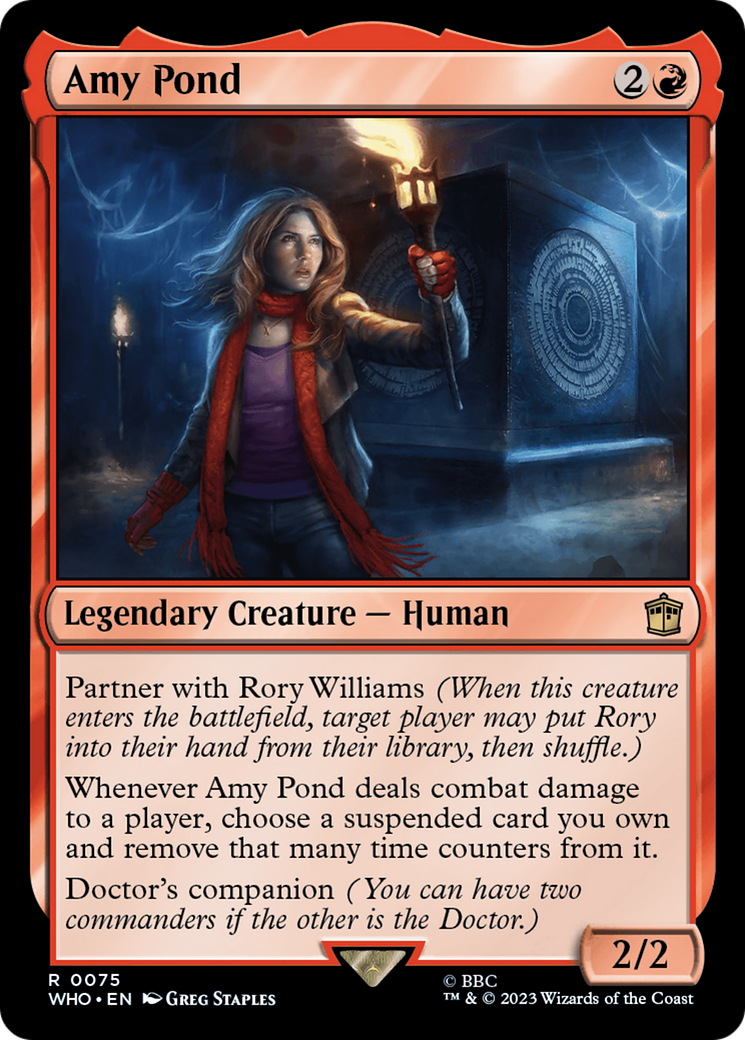 Amy Pond 2
Legendary Creature — Human
Partner with Rory Williams (When this creature
enters the battlefield, target player may put Rory
into their hand from their library, then shuffle.)
Whenever Amy Pond deals combat damage
to a player, choose a suspended card you own
and remove that many time counters from it.
Doctor's companion (You can have two
commanders if the other is the Doctor.)
2/2
R 0075
WHO • EN Greg Staples
© BBC
™ & © 2023 Wizards of the Coast